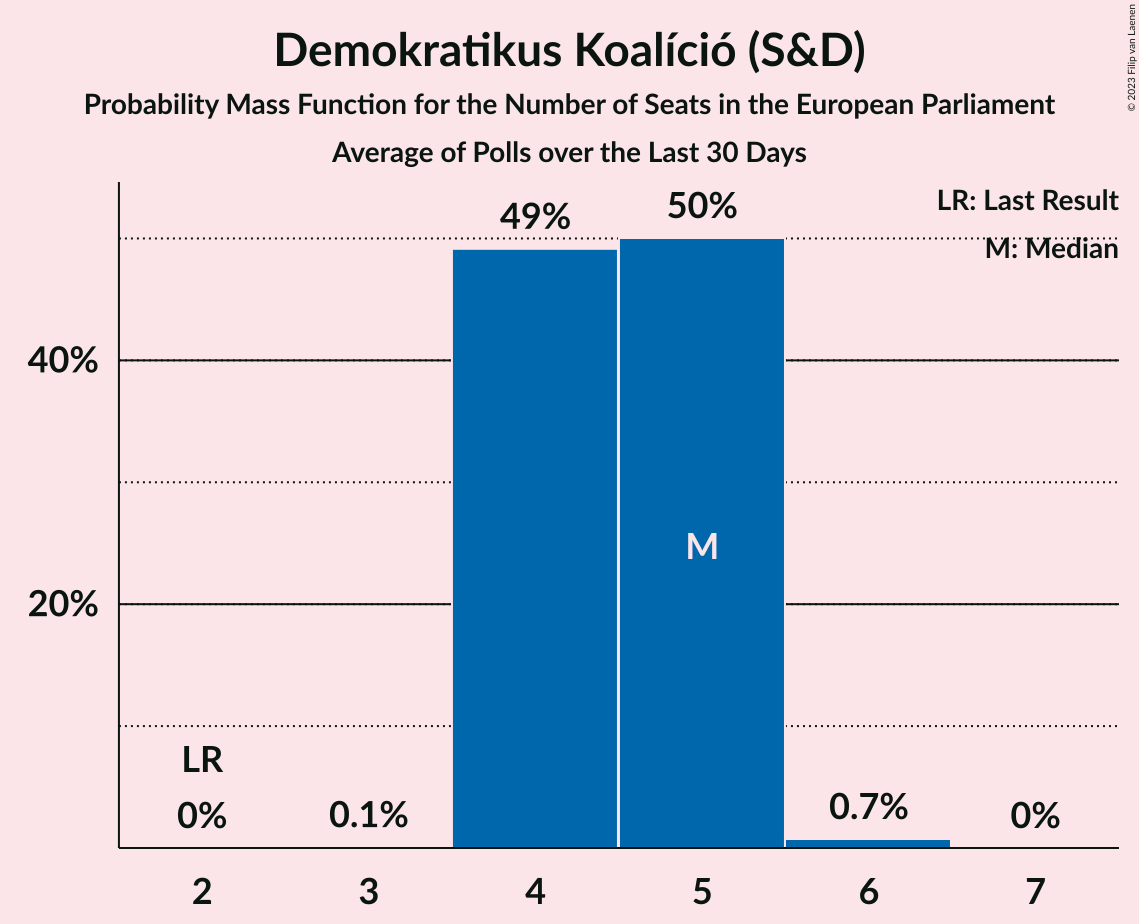 Demokratikus Koalíció (S&D)
Probability Mass Function for the Number of Seats in the European Parliament
Average of Polls over the Last 30 Days
© 2023 Filip van Laenen
LR: Last Result
M: Median
49%
50%
40%
M
20%
LR
0%
0.1%
0.7%
0%
2 3 4 5 6 7